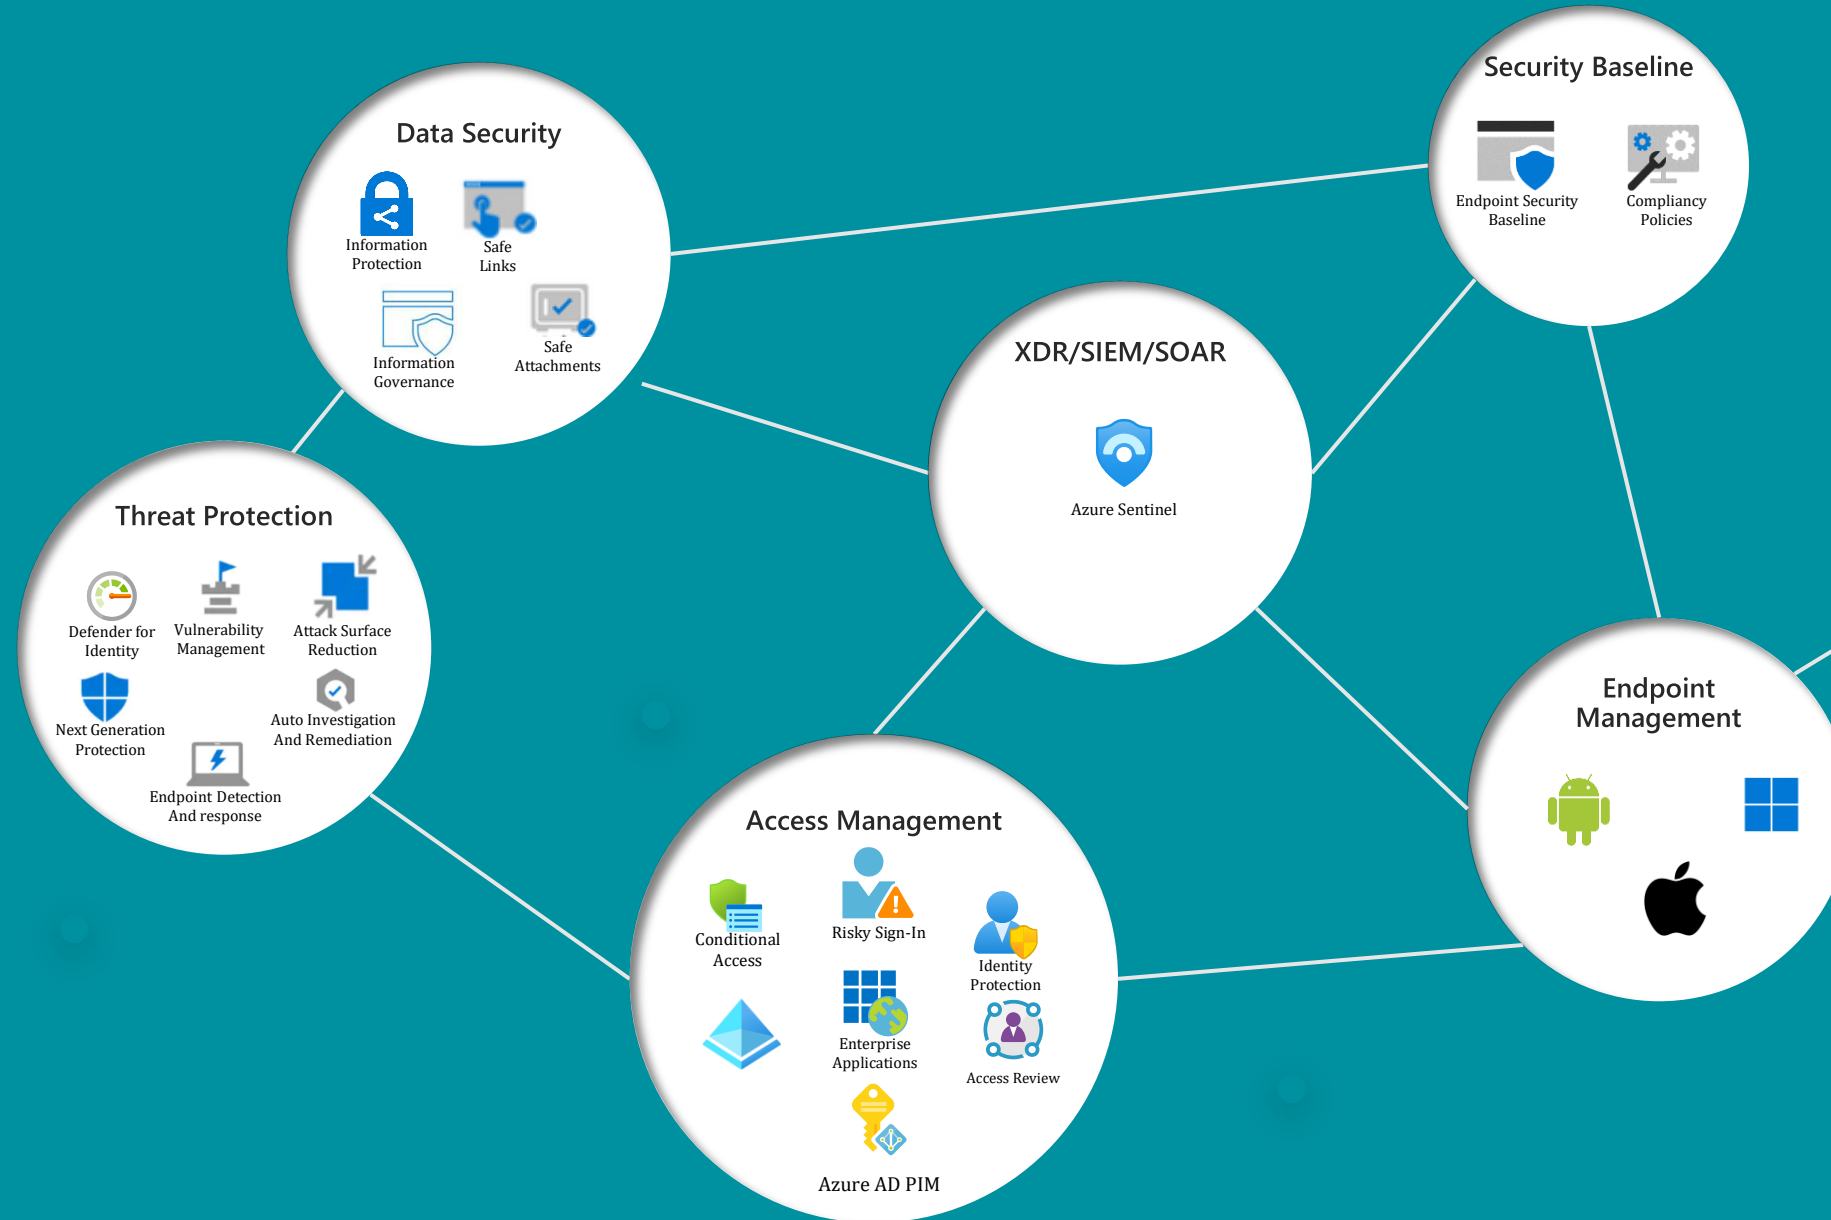 Security Baseline
Endpoint Security
Baseline
Compliancy
Policies
Data Security
Information
Protection
Safe
Links
Information
Governance
Safe
Attachments
XDR/SIEM/SOAR
Azure Sentinel
Threat Protection
Defender for
Identity
Vulnerability
Management
Attack Surface
Reduction
Next Generation
Protection
Auto Investigation
And Remediation
Endpoint Detection
And response
Endpoint
Management
Access Management
Conditional
Access
Risky Sign-In
Identity
Protection
Enterprise
Applications
Access Review
Azure AD PIM